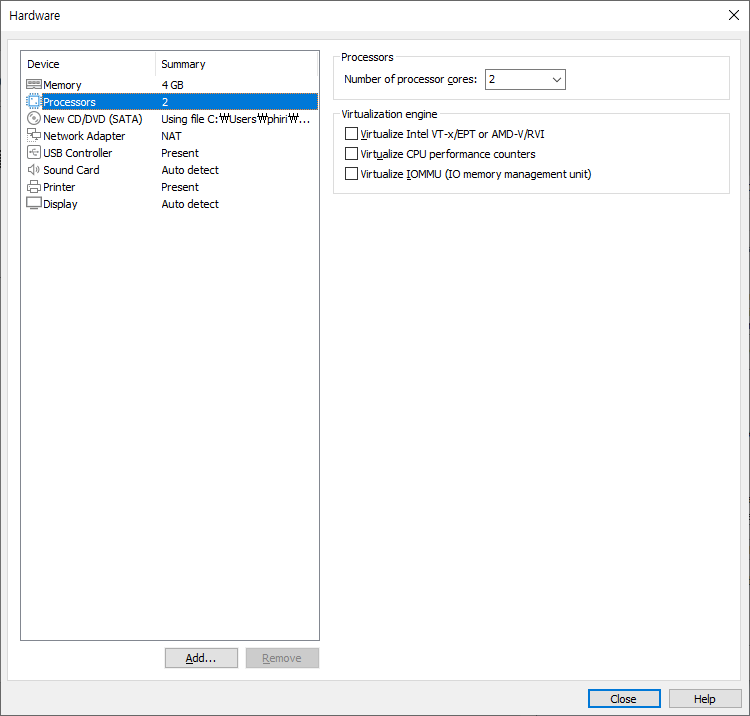 Hardware
Device Summary
Memory 4 GB
Processors 2
New CD/DVD (SATA) Using file C:₩Users₩phiri₩...
Network Adapter NAT
USB Controller Present
Sound Card Auto detect
Printer Present
Display Auto detect
Add... Remove
Processors
Number of processor cores: 2
Virtualization engine
Virtualize Intel VT-x/EPT or AMD-V/RVI
Virtualize CPU performance counters
Virtualize IOMMU (IO memory management unit)
Close Help